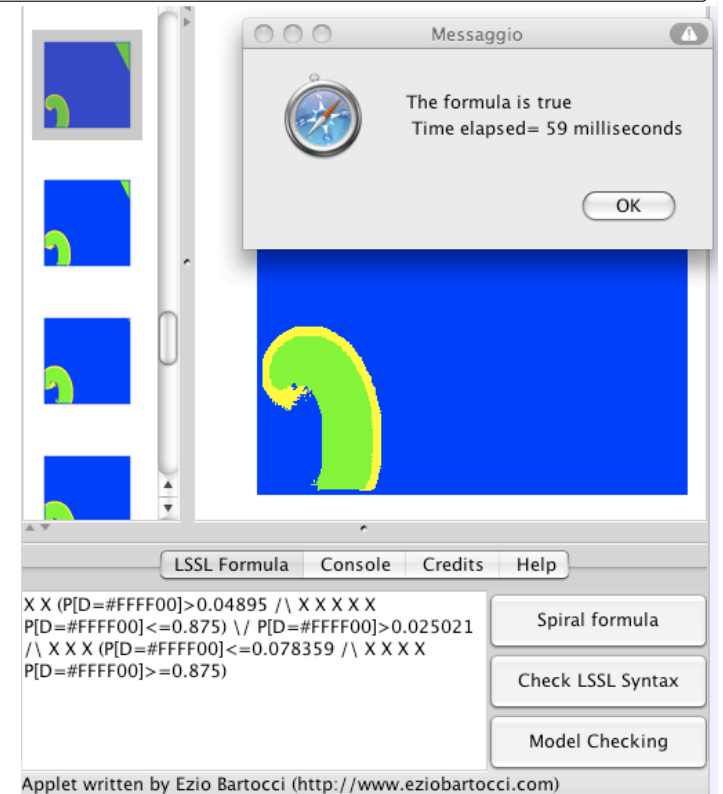 Messaggio
The formula is true
Time elapsed= 59 milliseconds
OK
LSSL Formula Console Credits Help
X X (P[D=#FFFF00]>0.04895 /\ X X X X X
P[D=#FFFF00]<=0.875) \/ P[D=#FFFF00]>0.025021
/\ X X X (P[D=#FFFF00]<=0.078359 /\ X X X X
P[D=#FFFF00]>=0.875)
Spiral formula
Check LSSL Syntax
Model Checking
Applet written by Ezio Bartocci (http://www.eziobartocci.com)